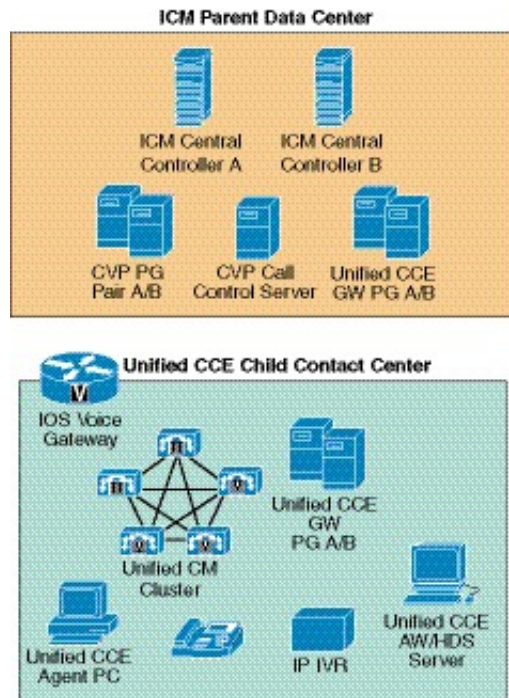 ICM Parent Data Center
ICM Central
Controller A
ICM Central
Controller B
CVP PG
Pair A/B
CVP Call
Control Server
Unified CCE
GW PG A/B
Unified CCE Child Contact Center
V
IOS Voice
Gateway
Unified CCE
GW
PG A/B
Unified CM
Cluster
Unified CCE
Agent PC
IP IVR
Unified CCE
AW/HDS
Server